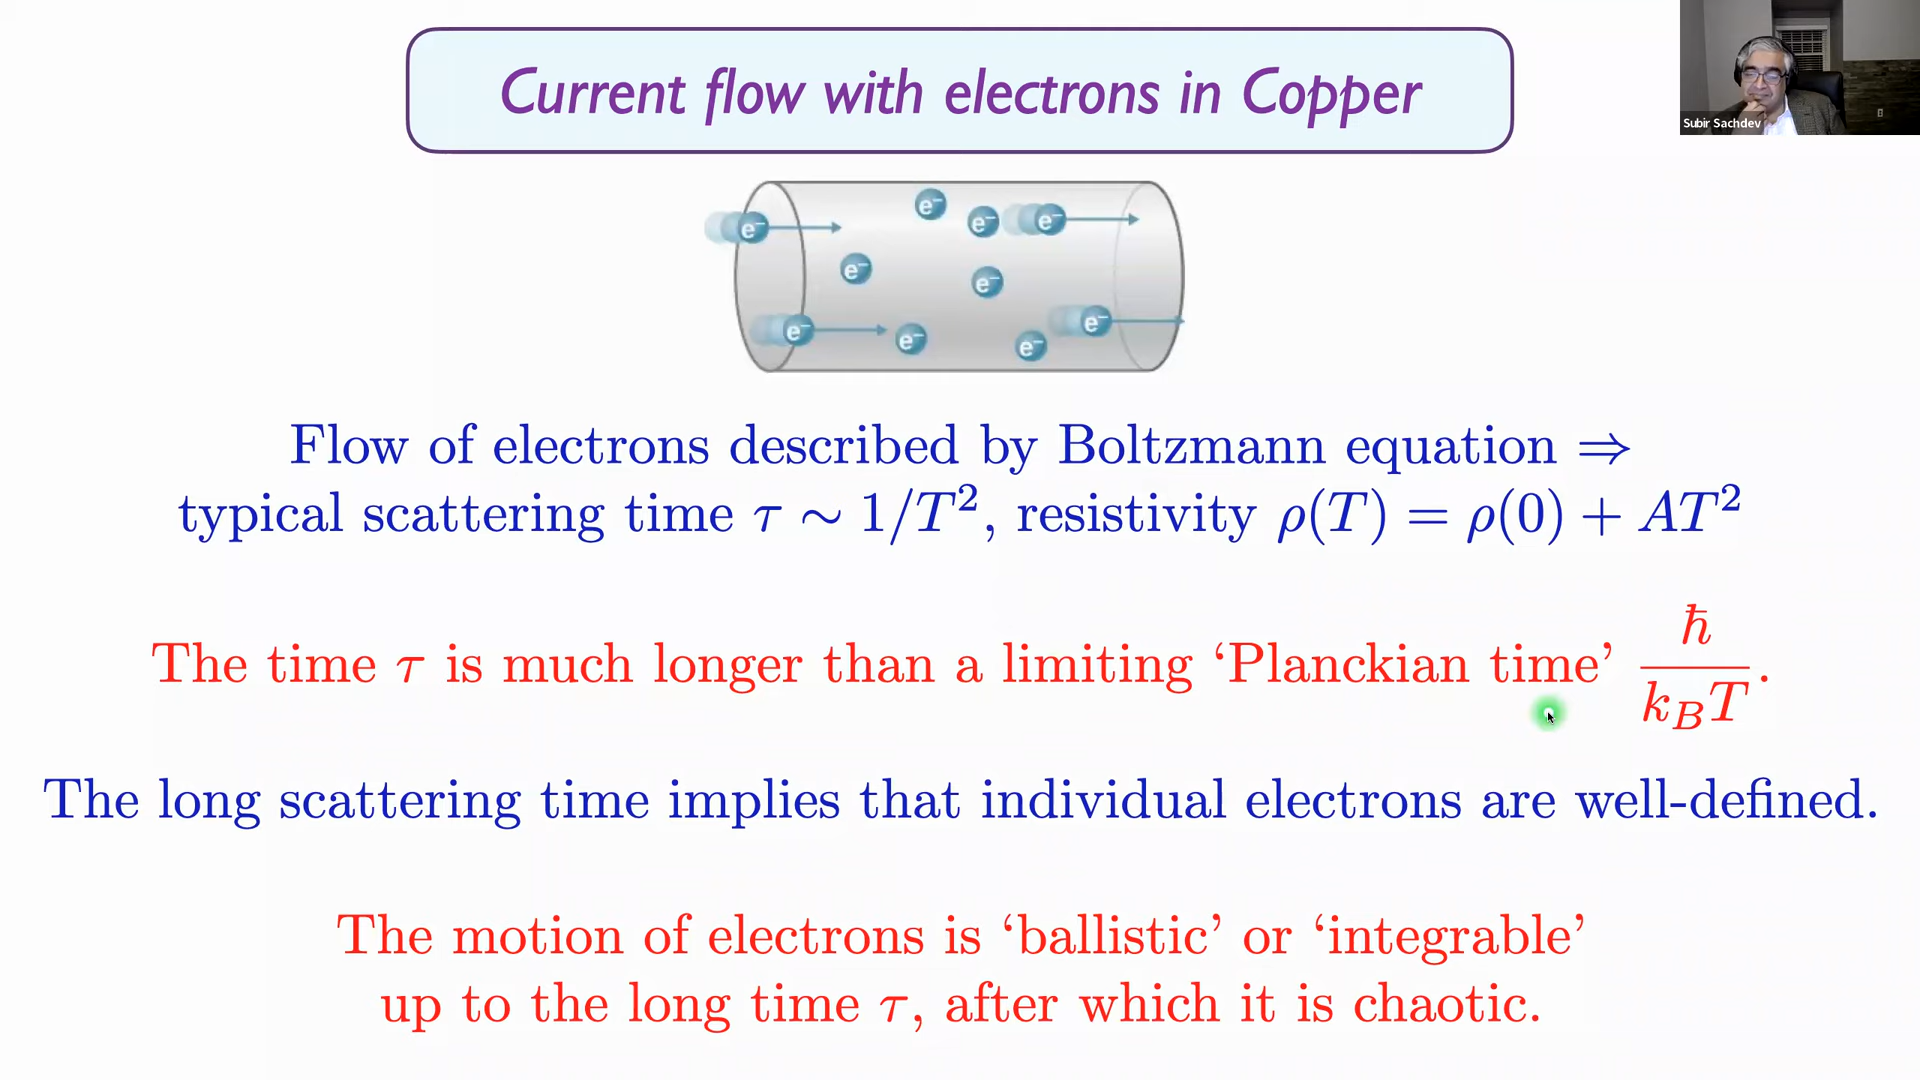 Current flow with electrons in Copper
Subir Sachdev
e⁻
e⁻
e⁻
e⁻
e⁻
e⁻
e⁻
e⁻
e⁻
e⁻
Flow of electrons described by Boltzmann equation ⇒
typical scattering time τ ∼ 1/T², resistivity ρ(T) = ρ(0) + AT²
The time τ is much longer than a limiting ‘Planckian time’ ħ/(k_B T).
The long scattering time implies that individual electrons are well-defined.
The motion of electrons is ‘ballistic’ or ‘integrable’
up to the long time τ, after which it is chaotic.